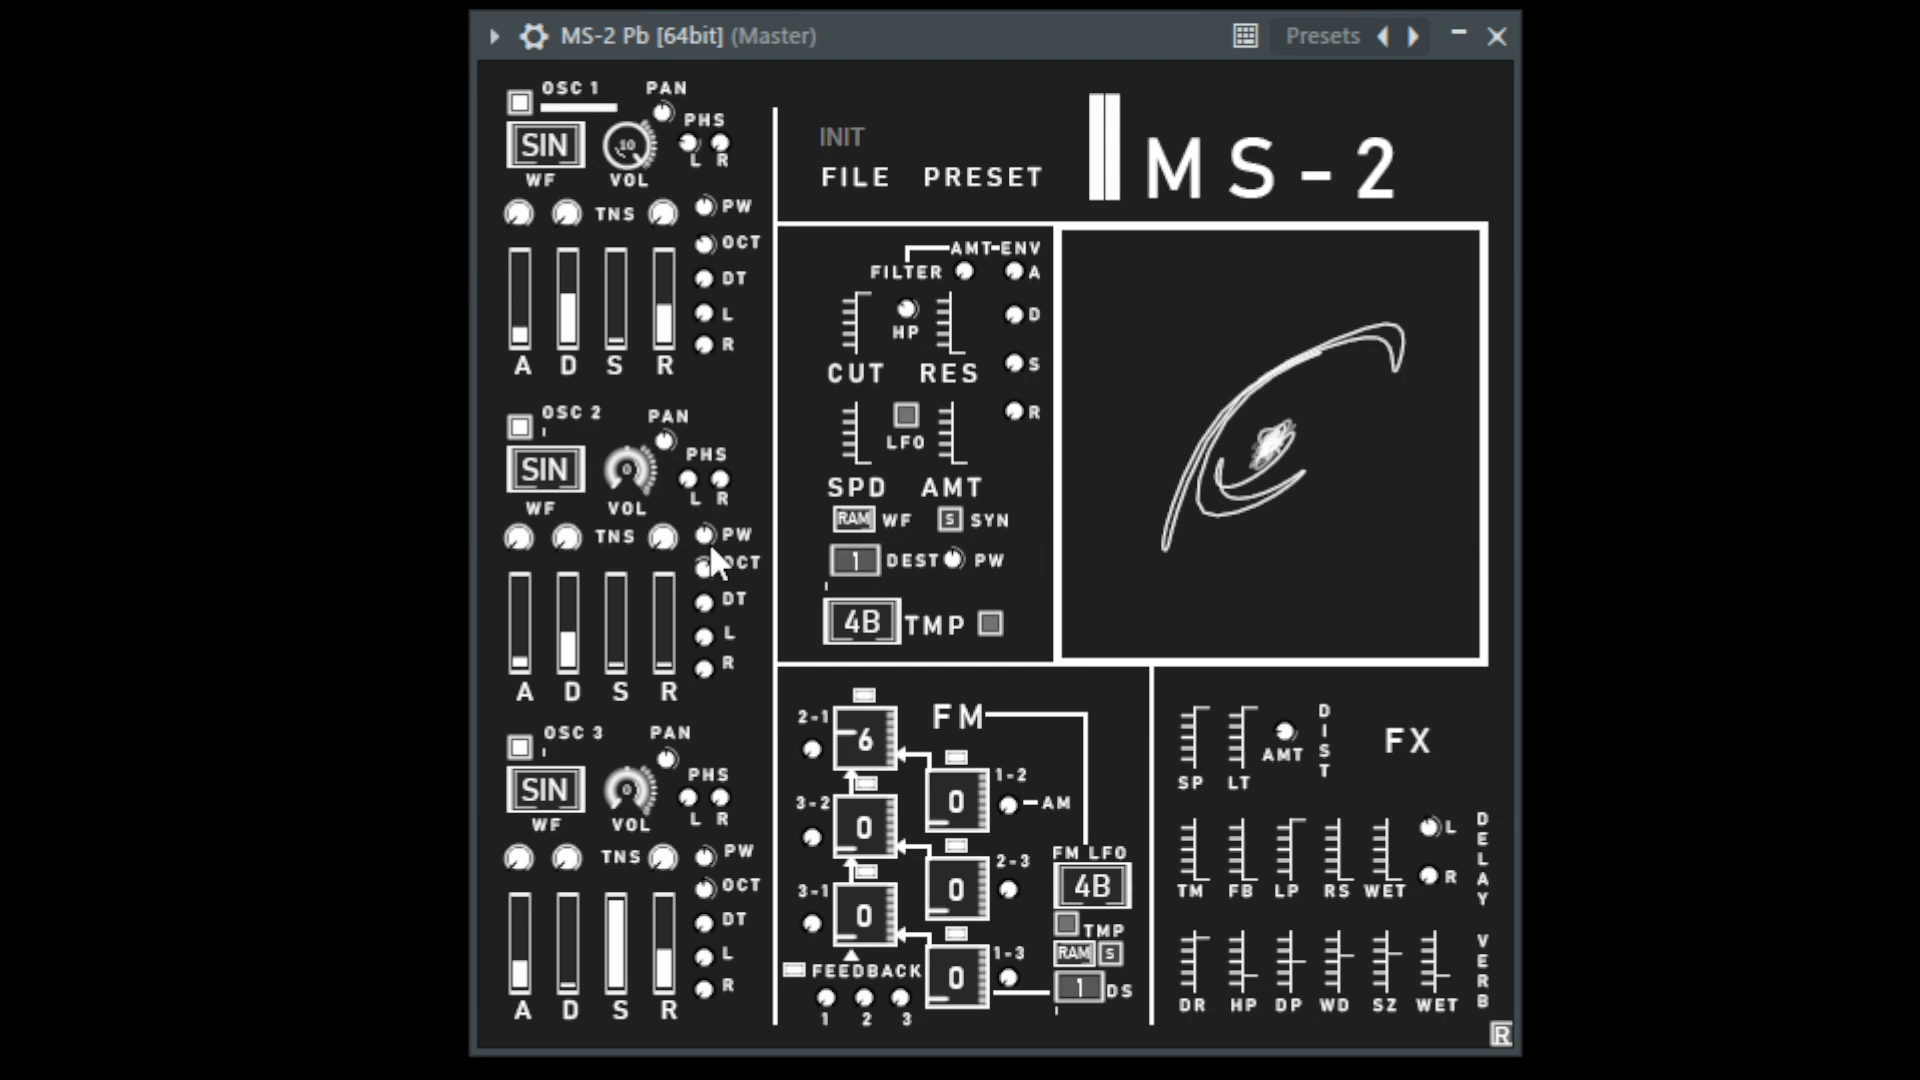 MS-2 Pb [64bit] (Master)
Presets
OSC 1
PAN
SIN
10
PHS
L R
WF
VOL
TNS
PW
OCT
DT
L
R
A D S R
OSC 2
PAN
SIN
0
PHS
L R
WF
VOL
TNS
PW
OCT
DT
L
R
A D S R
OSC 3
PAN
SIN
0
PHS
L R
WF
VOL
TNS
PW
OCT
DT
L
R
A D S R
INIT
FILE PRESET
MS-2
AMT-ENV
FILTER
A
HP
D
CUT RES
S
LFO
R
SPD AMT
RAM WF S SYN
1 DEST PW
4B TMP
FM
2-1
6
1-2
0
AM
3-2
0
2-3
0
3-1
0
1-3
0
FEEDBACK
1 2 3
FM LFO
4B
TMP
RAM S
1 DS
FX
SP LT AMT
DIST
TM FB LP RS WET
L
R
DELAY
DR HP DP WD SZ WET
VERB
R